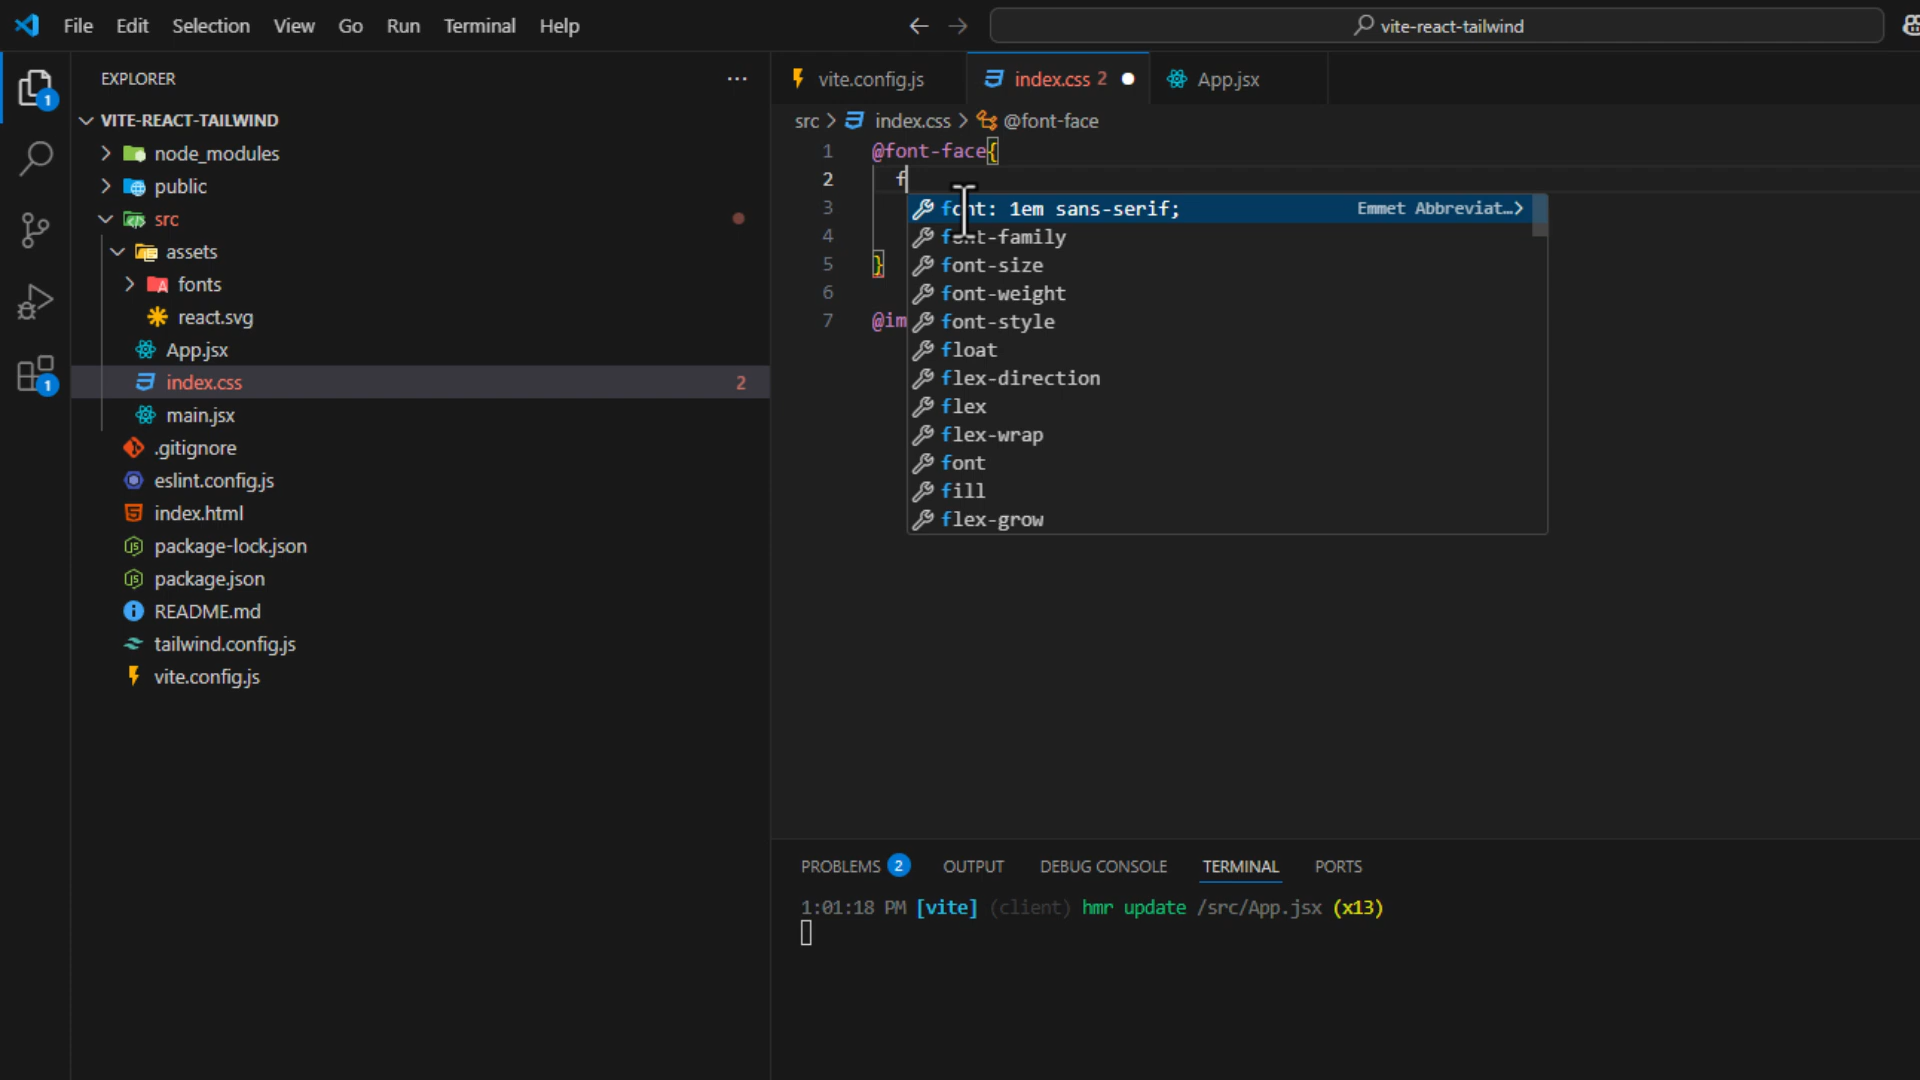 File Edit Selection View Go Run Terminal Help
vite-react-tailwind
EXPLORER
VITE-REACT-TAILWIND
node_modules
public
src
assets
fonts
react.svg
App.jsx
index.css 2
main.jsx
.gitignore
eslint.config.js
index.html
package-lock.json
package.json
README.md
tailwind.config.js
vite.config.js
1
1
vite.config.js index.css 2 App.jsx
src > index.css > @font-face
1 @font-face{
2 f
3
4
5 }
6
7 @im
font: 1em sans-serif; Emmet Abbreviat…>
font-family
font-size
font-weight
font-style
float
flex-direction
flex
flex-wrap
font
fill
flex-grow
PROBLEMS 2 OUTPUT DEBUG CONSOLE TERMINAL PORTS
1:01:18 PM [vite] (client) hmr update /src/App.jsx (x13)